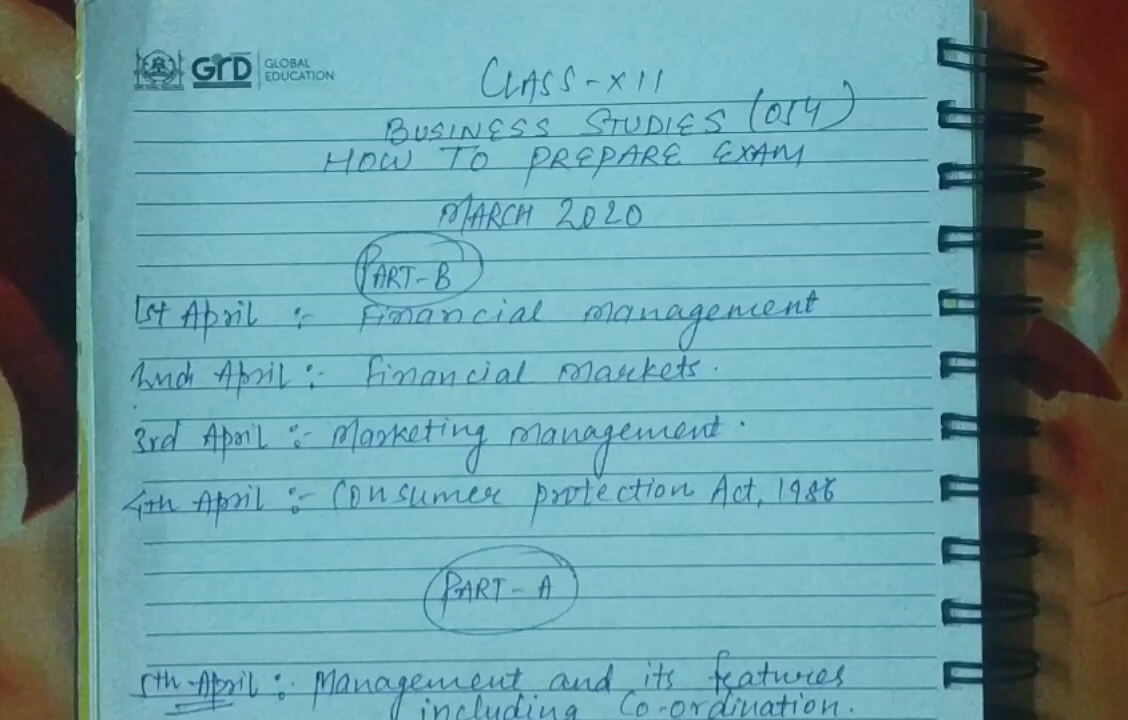 GrD GLOBAL EDUCATION
CLASS-XII
BUSINESS STUDIES (054)
HOW TO PREPARE EXAM
MARCH 2020
PART-B
1st April :- Financial management
2nd April :- Financial markets.
3rd April :- Marketing management.
4th April :- Consumer protection Act, 1986
PART-A
5th April :- Management and its features
including Co-ordination.